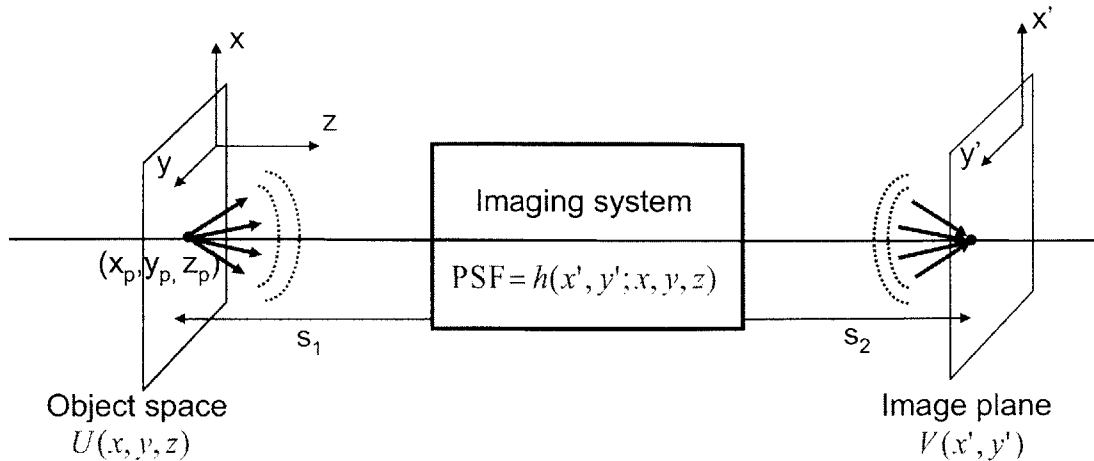 x
z
y
(xp,yp, zp)
s1
Object space
U(x, y, z)
Imaging system
PSF = h(x', y'; x, y, z)
x'
y'
s2
Image plane
V(x', y')